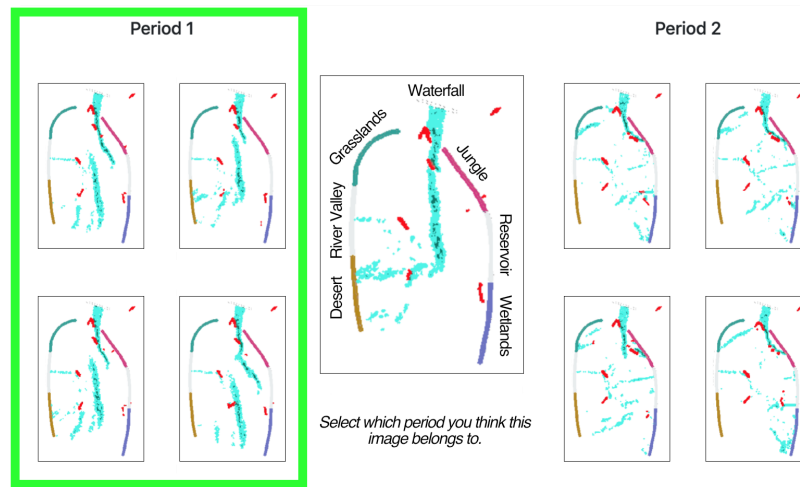 Period 1
Period 2
Waterfall
Grasslands
Jungle
River Valley
Reservoir
Desert
Wetlands
Select which period you think this
image belongs to.